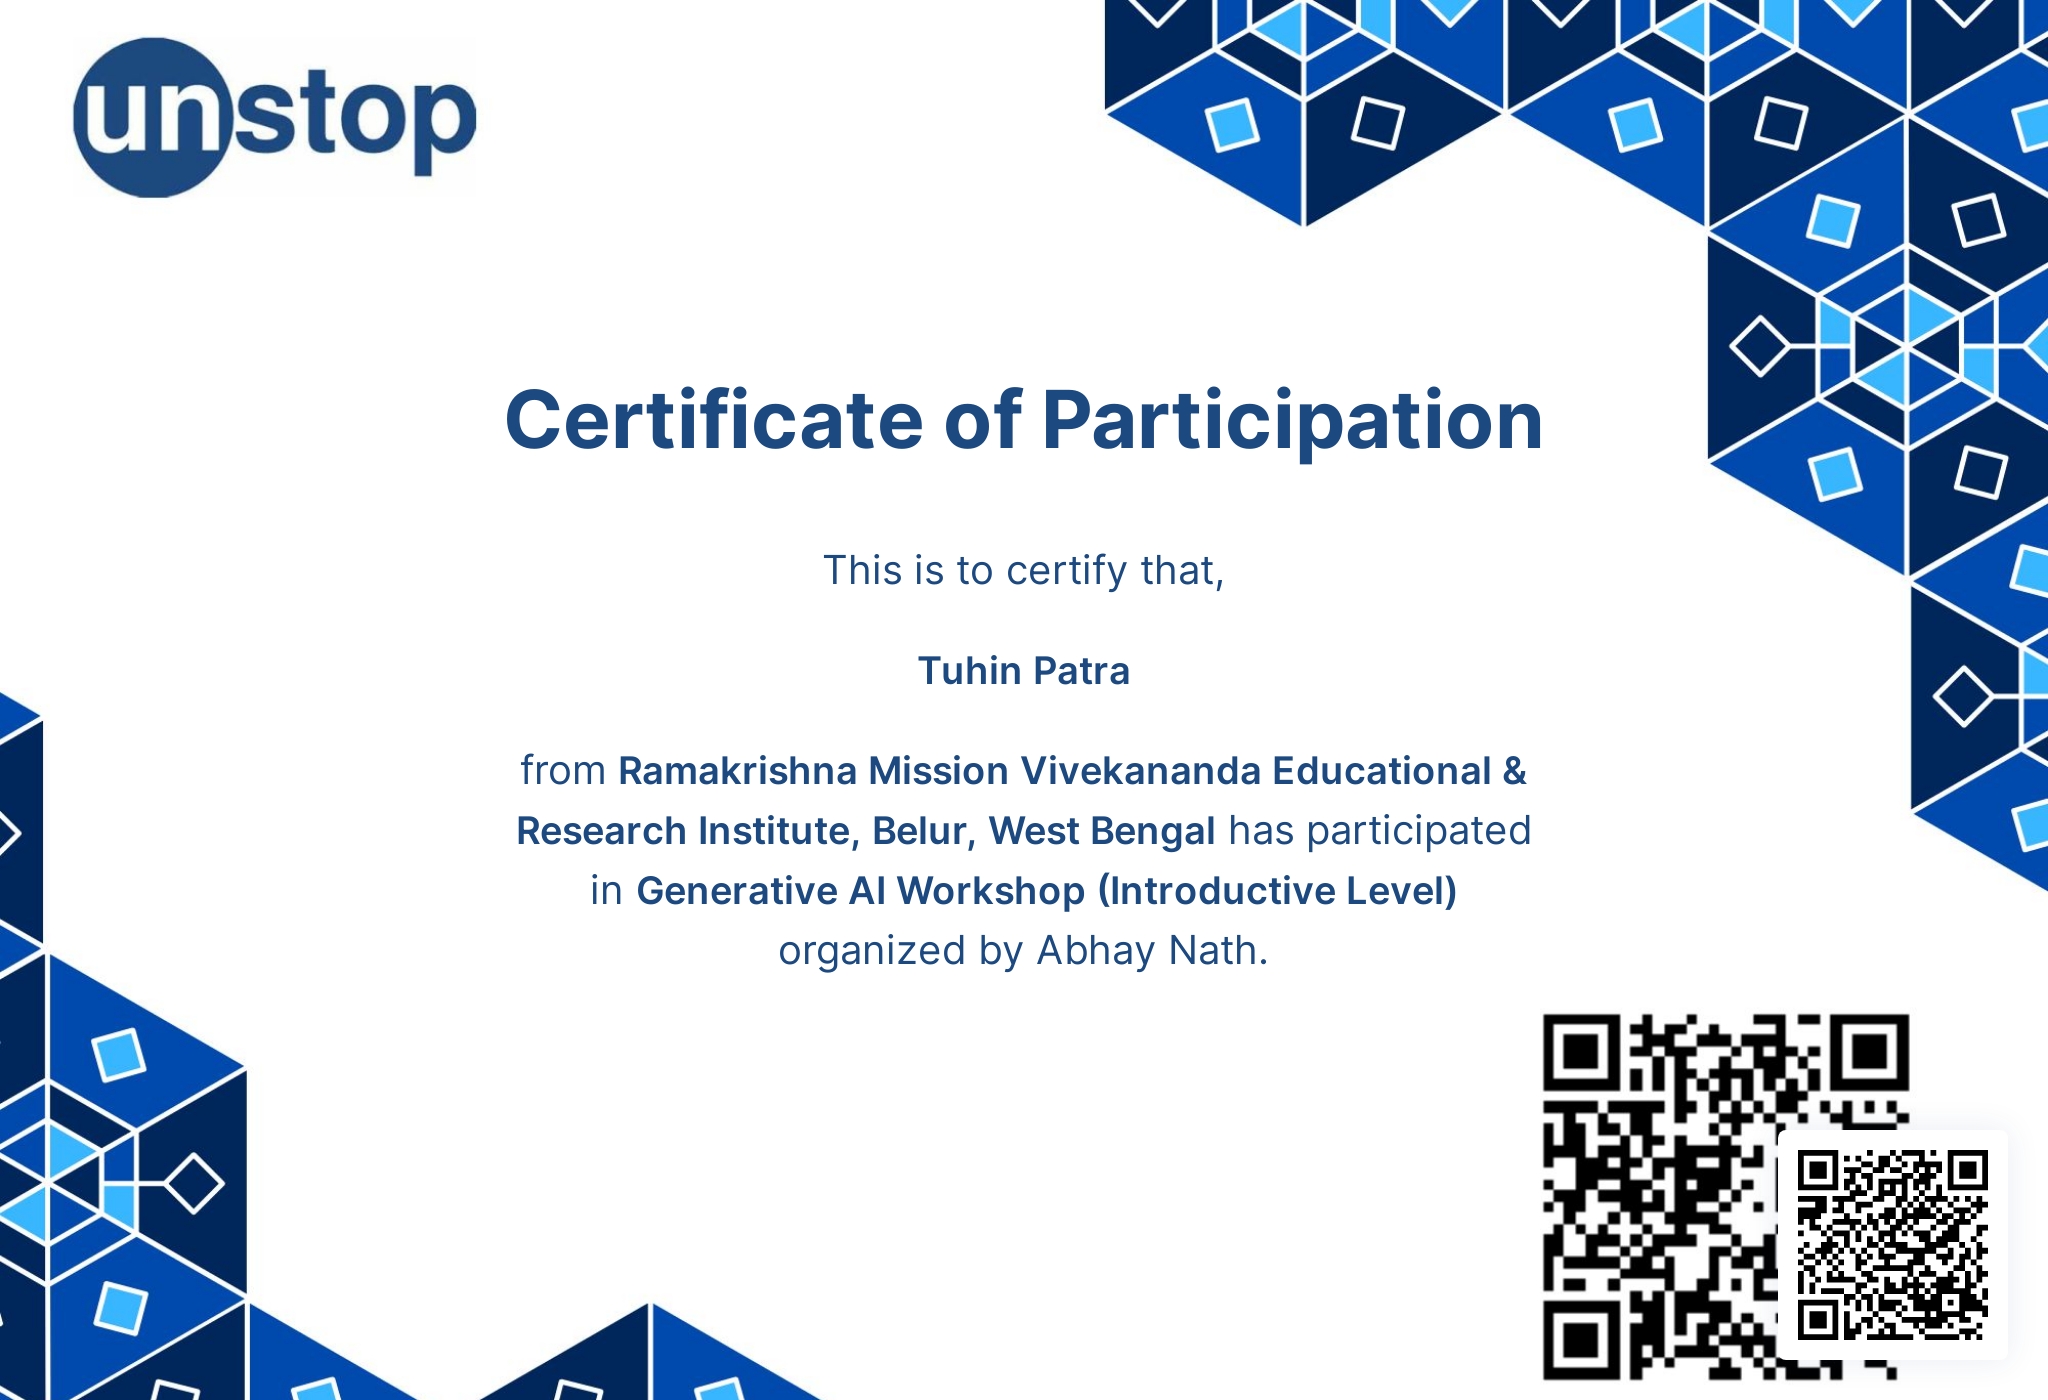 unstop
Certificate of Participation
This is to certify that,
Tuhin Patra
from Ramakrishna Mission Vivekananda Educational &
Research Institute, Belur, West Bengal has participated
in Generative AI Workshop (Introductive Level)
organized by Abhay Nath.